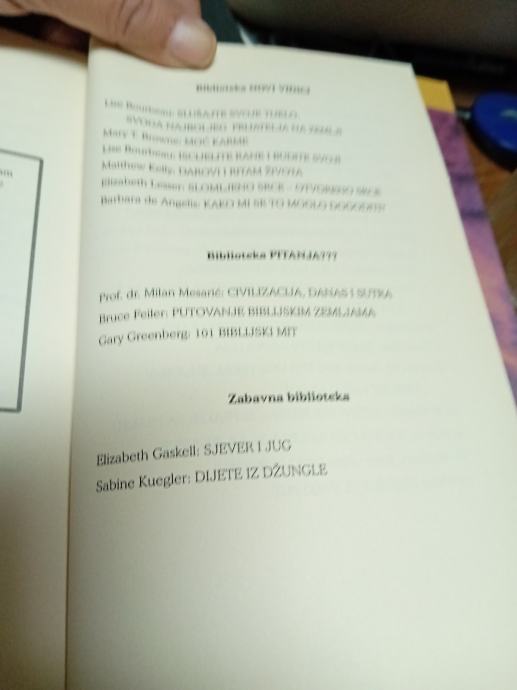 Biblioteka NOVI VIDICI
Lise Bourbeau: SLUŠAJTE SVOJE TIJELO,
SVOGA NAJBOLJEG PRIJATELJA NA ZEMLJI
Mary T. Browne: MOĆ KARME
Lise Bourbeau: ISCIJELITE RANE I BUDITE SVOJI
Matthew Kelly: DAROVI I RITAM ŽIVOTA
Elizabeth Lesser: SLOMLJENO SRCE – OTVORENO SRCE
Barbara de Angelis: KAKO MI SE TO MOGLO DOGODITI?
Biblioteka PITANJA???
Prof. dr. Milan Mesarić: CIVILIZACIJA, DANAS I SUTRA
Bruce Feiler: PUTOVANJE BIBLIJSKIM ZEMLJAMA
Gary Greenberg: 101 BIBLIJSKI MIT
Zabavna biblioteka
Elizabeth Gaskell: SJEVER I JUG
Sabine Kuegler: DIJETE IZ DŽUNGLE